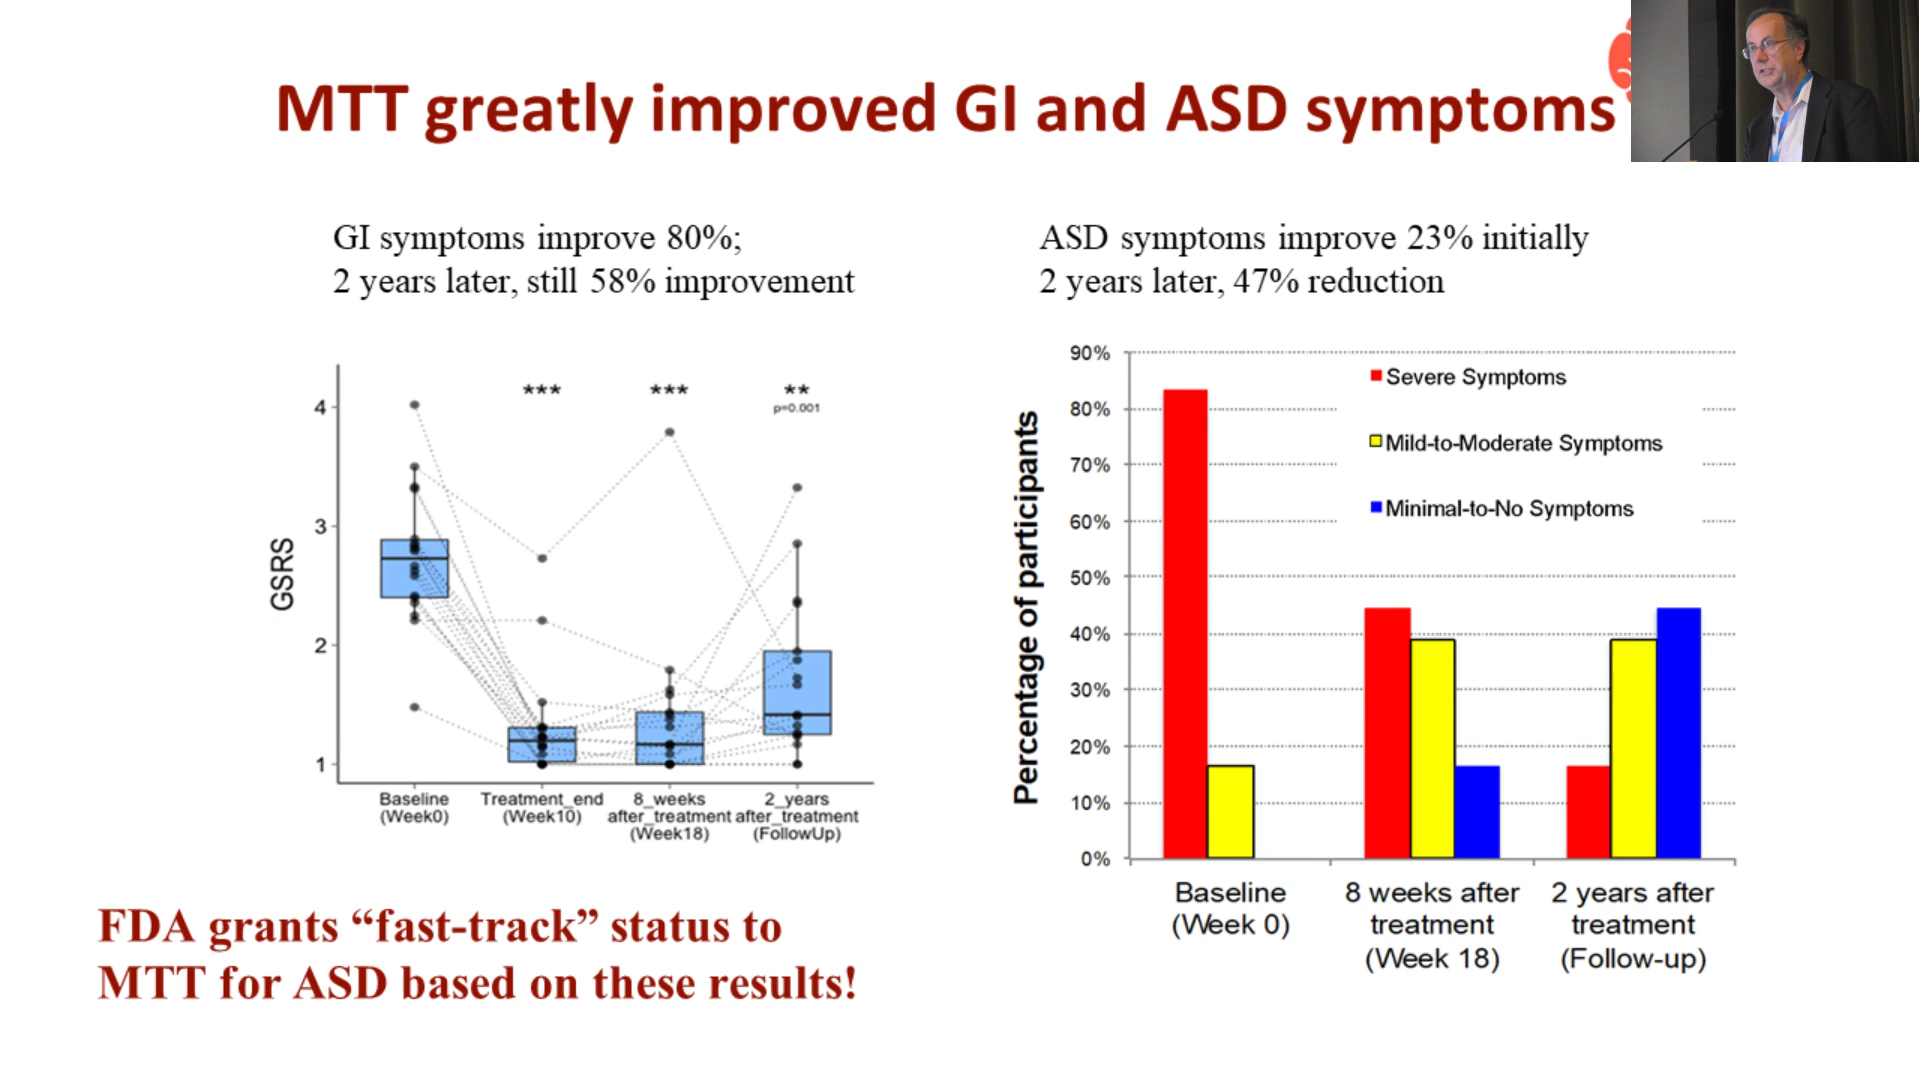 MTT greatly improved GI and ASD symptoms
GI symptoms improve 80%;
2 years later, still 58% improvement
ASD symptoms improve 23% initially
2 years later, 47% reduction
GSRS
4
3
2
1
***
***
**
p=0.001
Baseline
(Week0)
Treatment_end
(Week10)
8_weeks
after_treatment
(Week18)
2_years
after_treatment
(FollowUp)
Percentage of participants
90%
80%
70%
60%
50%
40%
30%
20%
10%
0%
Severe Symptoms
Mild-to-Moderate Symptoms
Minimal-to-No Symptoms
Baseline
(Week 0)
8 weeks after
treatment
(Week 18)
2 years after
treatment
(Follow-up)
FDA grants “fast-track” status to
MTT for ASD based on these results!